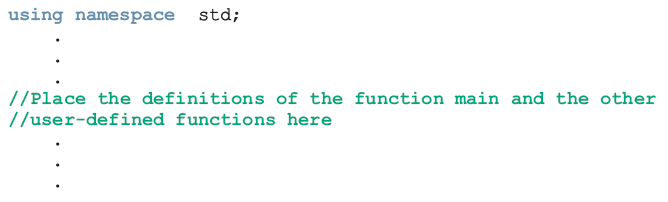 using namespace std;
.
.
.
//Place the definitions of the function main and the other
//user-defined functions here
.
.
.